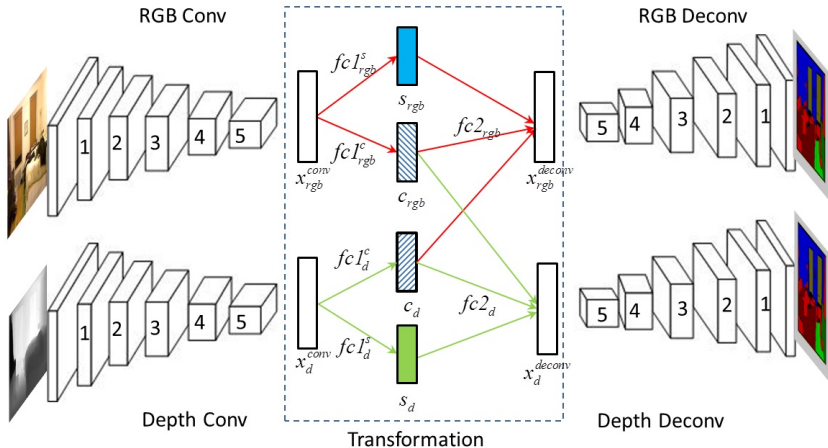 RGB Conv
RGB Deconv
1 2 3 4 5
fc1^s_rgb
s_rgb
fc2_rgb
x^conv_rgb
fc1^c_rgb
c_rgb
x^deconv_rgb
5 4 3 2 1
1 2 3 4 5
fc1^c_d
c_d
fc2_d
x^conv_d
fc1^s_d
s_d
x^deconv_d
5 4 3 2 1
Depth Conv
Transformation
Depth Deconv